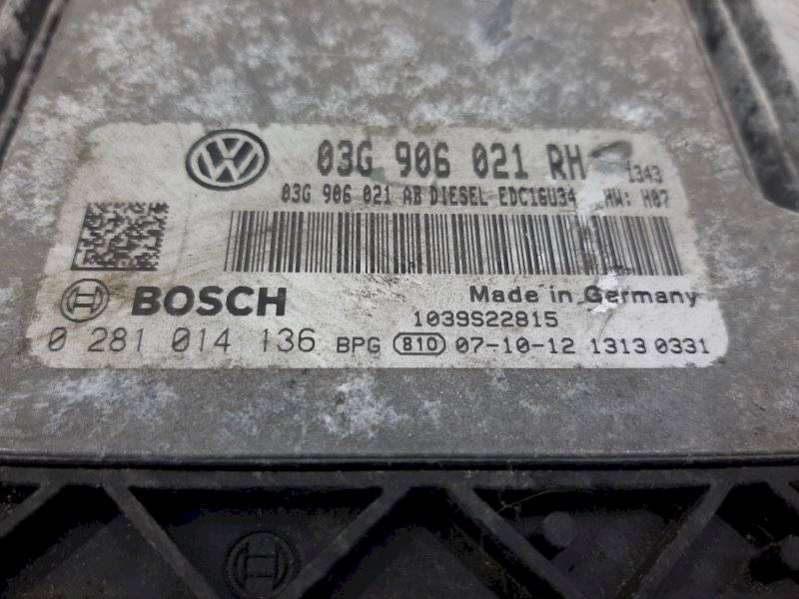 03G 906 021 RH 1343
03G 906 021 AB DIESEL EDC16U34 HW: H07
BOSCH Made in Germany
1039S22815
0 281 014 136 BPG 810 07-10-12 1313 0331